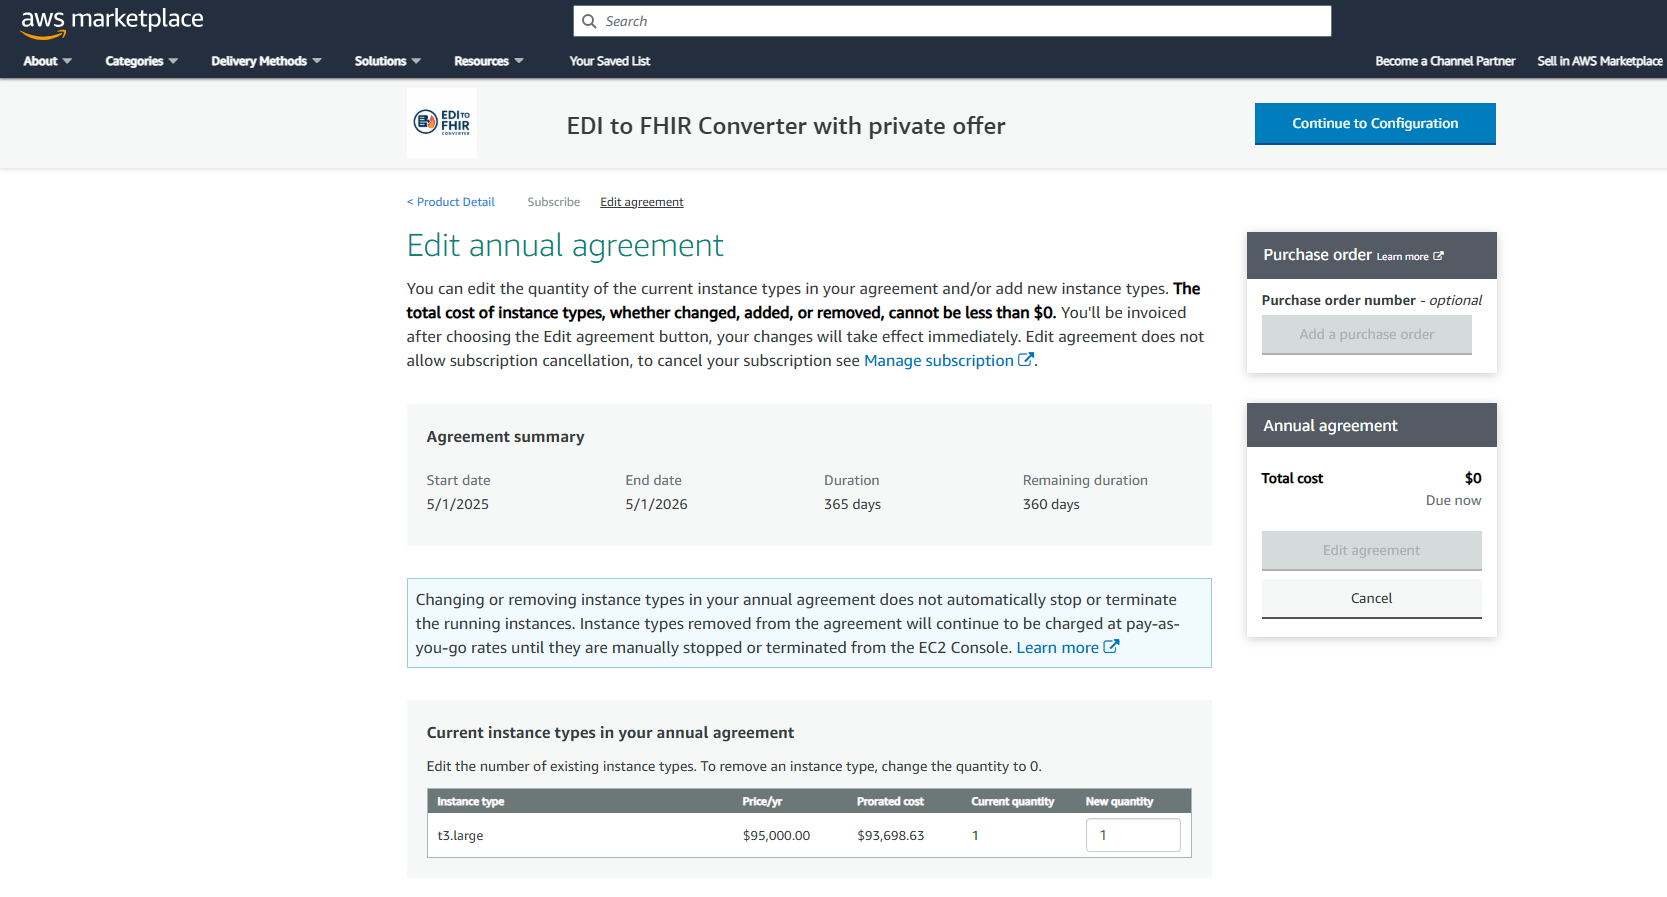 aws marketplace
Search
About
Categories
Delivery Methods
Solutions
Resources
Your Saved List
Become a Channel Partner
Sell in AWS Marketplace
EDI TO
FHIR
CONVERTER
EDI to FHIR Converter with private offer
Continue to Configuration
< Product Detail
Subscribe
Edit agreement
Edit annual agreement
You can edit the quantity of the current instance types in your agreement and/or add new instance types. The
total cost of instance types, whether changed, added, or removed, cannot be less than $0. You'll be invoiced
after choosing the Edit agreement button, your changes will take effect immediately. Edit agreement does not
allow subscription cancellation, to cancel your subscription see Manage subscription.
Purchase order Learn more
Purchase order number - optional
Add a purchase order
Agreement summary
Start date
5/1/2025
End date
5/1/2026
Duration
365 days
Remaining duration
360 days
Annual agreement
Total cost $0
Due now
Edit agreement
Cancel
Changing or removing instance types in your annual agreement does not automatically stop or terminate
the running instances. Instance types removed from the agreement will continue to be charged at pay-as-
you-go rates until they are manually stopped or terminated from the EC2 Console. Learn more
Current instance types in your annual agreement
Edit the number of existing instance types. To remove an instance type, change the quantity to 0.
Instance type Price/yr Prorated cost Current quantity New quantity
t3.large $95,000.00 $93,698.63 1 1